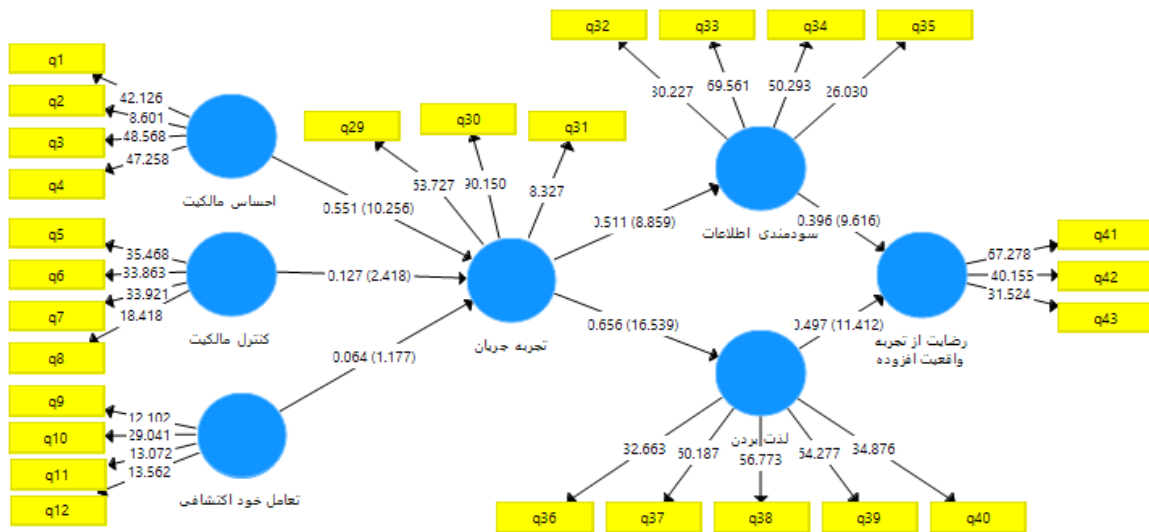 q32
q33
q34
q35
q1
q2
q3
q4
42.126
8.601
48.568
47.258
احساس مالکیت
q29
q30
q31
53.727
90.150
8.327
30.227
69.561
50.293
26.030
سودمندی اطلاعات
0.551 (10.256)
0.511 (8.859)
0.396 (9.616)
q5
q6
q7
q8
35.468
33.863
33.921
18.418
کنترل مالکیت
0.127 (2.418)
تجربه جریان
q41
q42
q43
67.278
40.155
31.524
رضایت از تجربه
واقعیت افزوده
0.064 (1.177)
0.656 (16.539)
0.497 (11.412)
q9
q10
q11
q12
12.102
29.041
13.072
13.562
تعامل خود اکتشافی
لذت بردن
32.663
50.187
56.773
54.277
34.876
q36
q37
q38
q39
q40